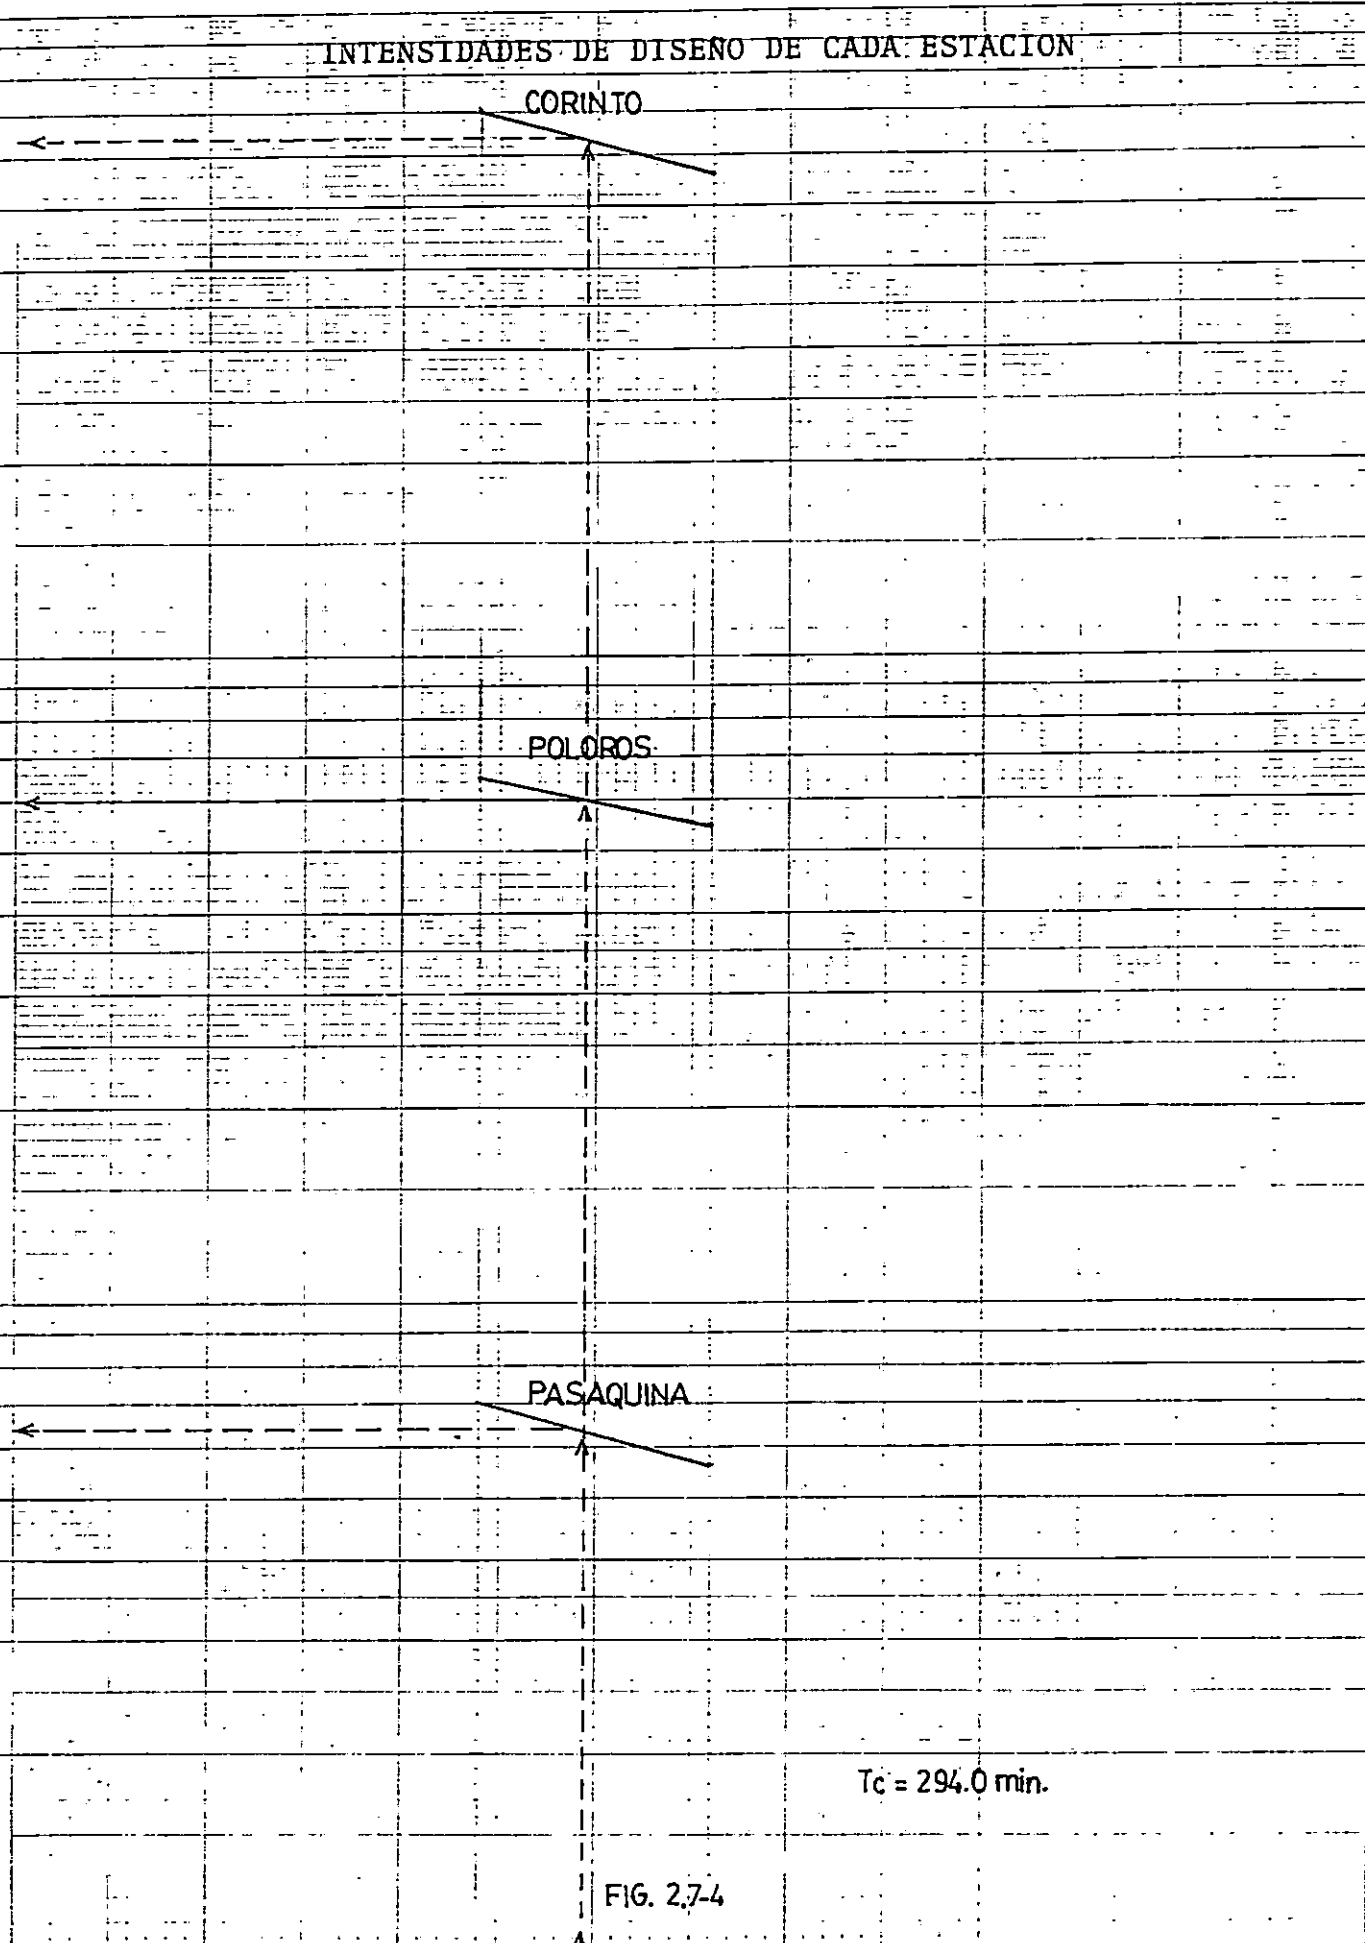 INTENSIDADES DE DISEÑO DE CADA ESTACION
CORINTO
POLOROS
PASAQUINA
Tc = 294.0 min.
FIG. 2.7-4